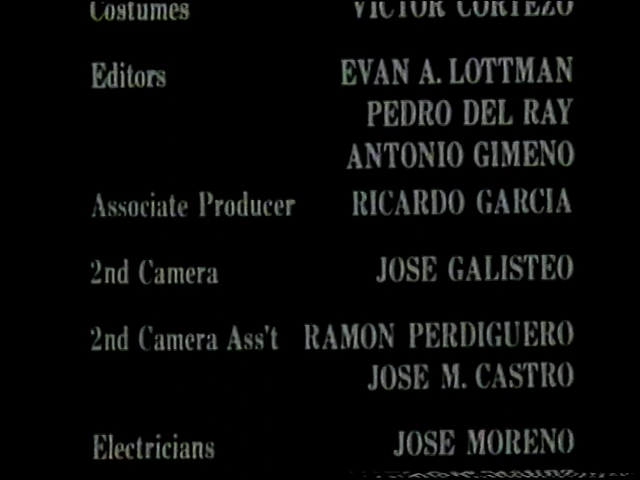 Costumes VICTOR CORTEZO
Editors EVAN A. LOTTMAN
PEDRO DEL RAY
ANTONIO GIMENO
Associate Producer RICARDO GARCIA
2nd Camera JOSE GALISTEO
2nd Camera Ass't RAMON PERDIGUERO
JOSE M. CASTRO
Electricians JOSE MORENO